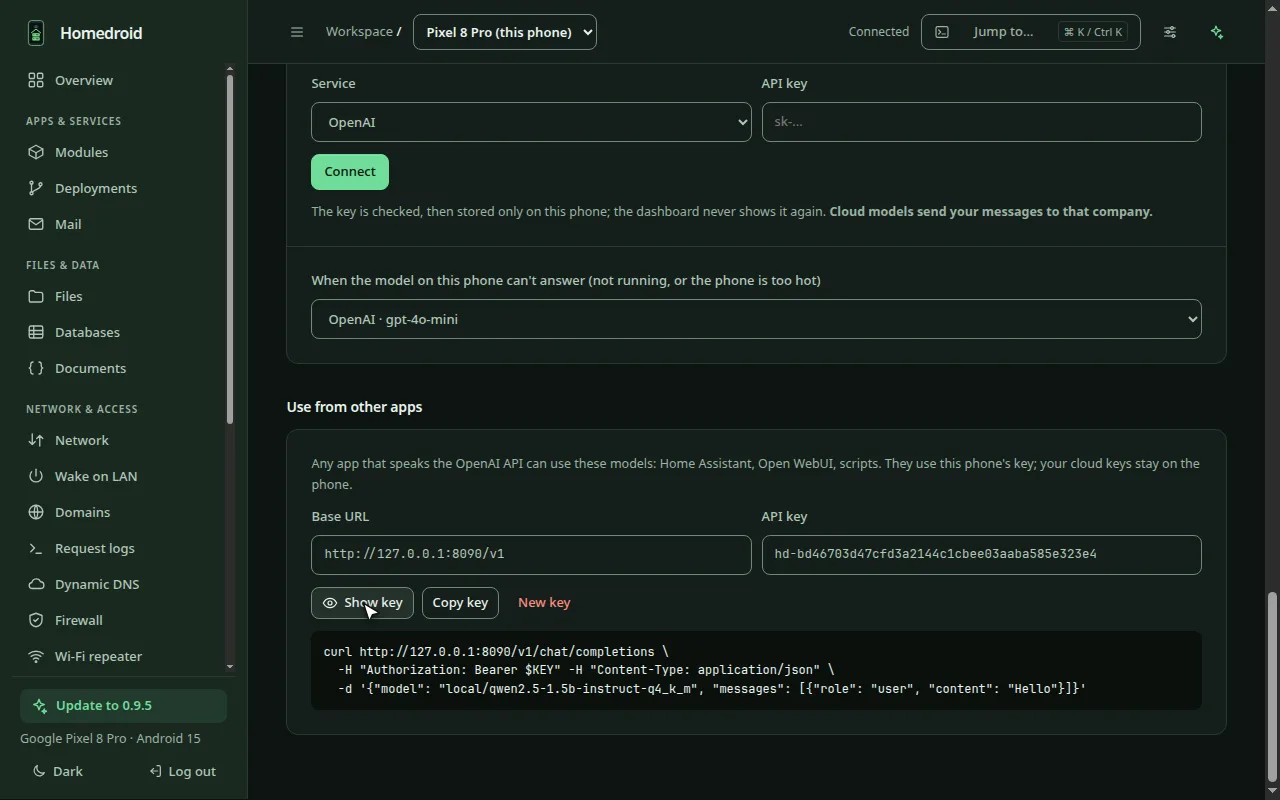 Homedroid
Overview
APPS & SERVICES
Modules
Deployments
Mail
FILES & DATA
Files
Databases
Documents
NETWORK & ACCESS
Network
Wake on LAN
Domains
Request logs
Dynamic DNS
Firewall
Wi-Fi repeater
Update to 0.9.5
Google Pixel 8 Pro · Android 15
Dark
Log out
Workspace /
Pixel 8 Pro (this phone)
Connected
Jump to...
⌘ K / Ctrl K
Service
API key
OpenAI
sk-...
Connect
The key is checked, then stored only on this phone; the dashboard never shows it again. Cloud models send your messages to that company.
When the model on this phone can't answer (not running, or the phone is too hot)
OpenAI · gpt-4o-mini
Use from other apps
Any app that speaks the OpenAI API can use these models: Home Assistant, Open WebUI, scripts. They use this phone's key; your cloud keys stay on the
phone.
Base URL
API key
http://127.0.0.1:8090/v1
hd-bd46703d47cfd3a2144c1cbee03aaba585e323e4
Show key
Copy key
New key
curl http://127.0.0.1:8090/v1/chat/completions \
-H "Authorization: Bearer $KEY" -H "Content-Type: application/json" \
-d '{"model": "local/qwen2.5-1.5b-instruct-q4_k_m", "messages": [{"role": "user", "content": "Hello"}]}'